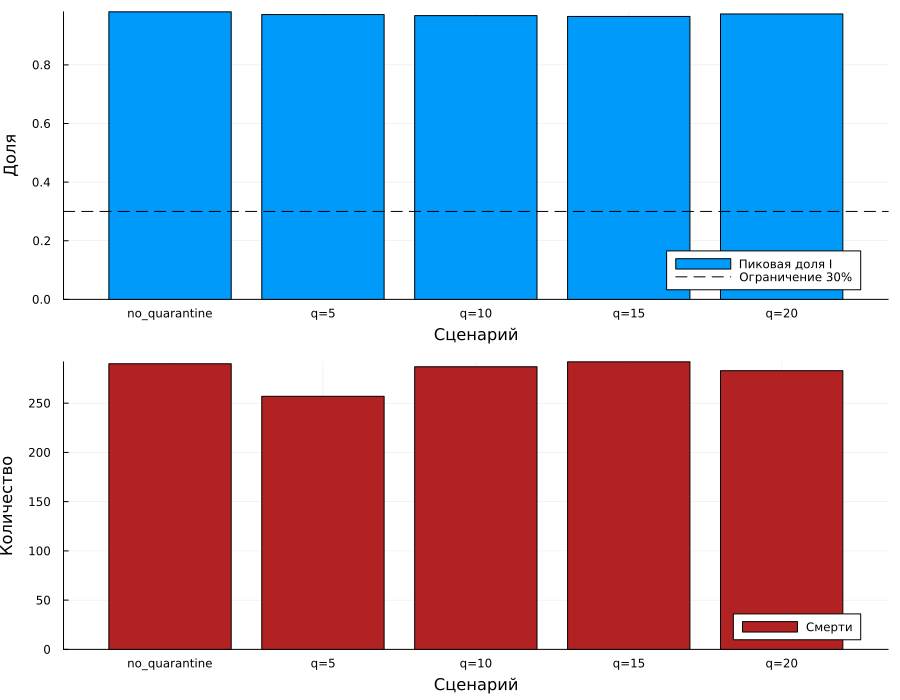 Доля
0.8
0.6
0.4
0.2
0.0
Пиковая доля I
Ограничение 30%
no_quarantine q=5 q=10 q=15 q=20
Сценарий
Количество
250
200
150
100
50
0
Смерти
no_quarantine q=5 q=10 q=15 q=20
Сценарий